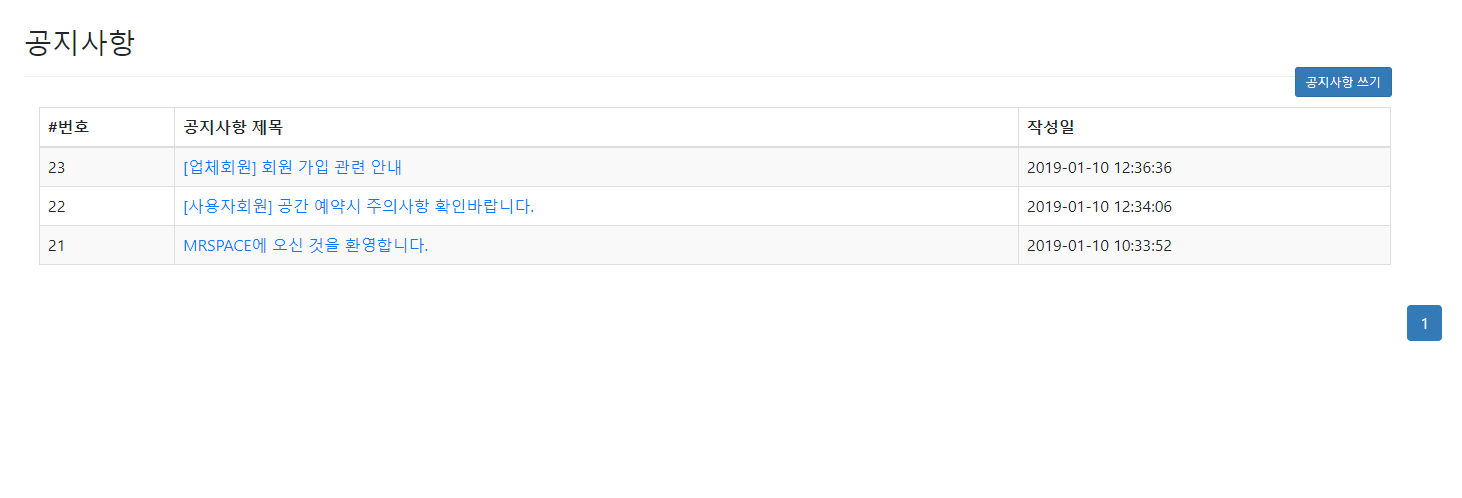 공지사항
공지사항 쓰기
#번호 공지사항 제목 작성일
23 [업체회원] 회원 가입 관련 안내 2019-01-10 12:36:36
22 [사용자회원] 공간 예약시 주의사항 확인바랍니다. 2019-01-10 12:34:06
21 MRSPACE에 오신 것을 환영합니다. 2019-01-10 10:33:52
1